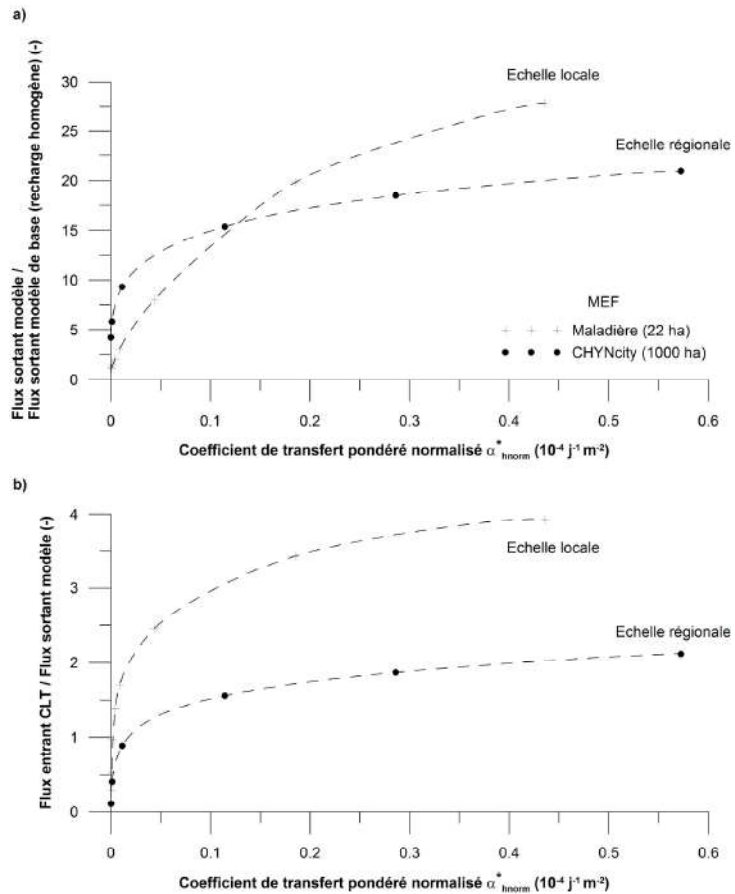 a)
Flux sortant modèle /
Flux sortant modèle de base (recharge homogène) (-)
30
25
20
15
10
5
0
Echelle locale
Echelle régionale
MEF
Maladière (22 ha)
CHYNcity (1000 ha)
0 0.1 0.2 0.3 0.4 0.5 0.6
Coefficient de transfert pondéré normalisé α*hnorm (10-4 j-1 m-2)
b)
Flux entrant CLT / Flux sortant modèle (-)
4
3
2
1
0
Echelle locale
Echelle régionale
0 0.1 0.2 0.3 0.4 0.5 0.6
Coefficient de transfert pondéré normalisé α*hnorm (10-4 j-1 m-2)